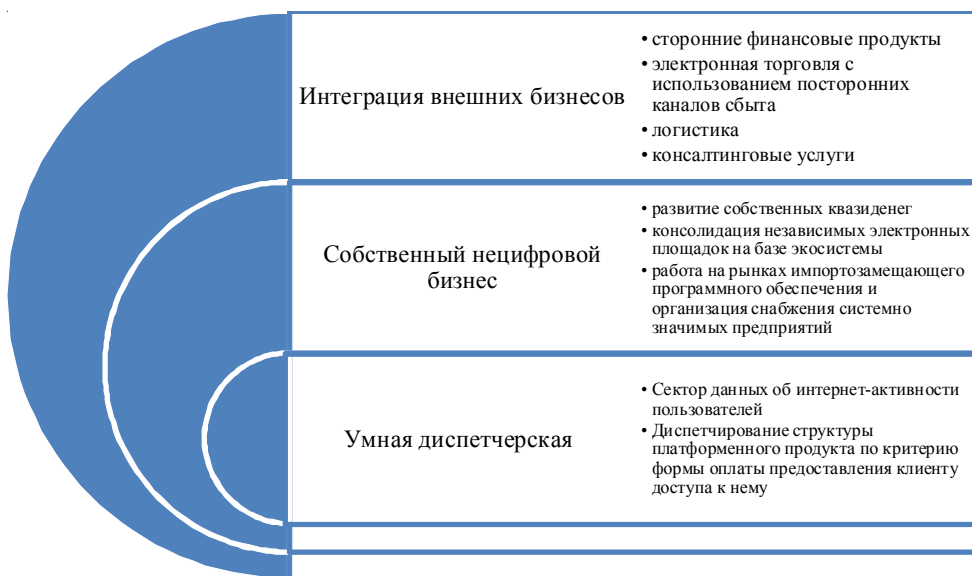 Интеграция внешних бизнесов
• сторонние финансовые продукты
• электронная торговля с
использованием посторонних
каналов сбыта
• логистика
• консалтинговые услуги
Собственный нецифровой
бизнес
• развитие собственных квазиденег
• консолидация независимых электронных
площадок на базе экосистемы
• работа на рынках импортозамещающего
программного обеспечения и
организация снабжения системно
значимых предприятий
Умная диспетчерская
• Сектор данных об интернет-активности
пользователей
• Диспетчирование структуры
платформенного продукта по критерию
формы оплаты предоставления клиенту
доступа к нему